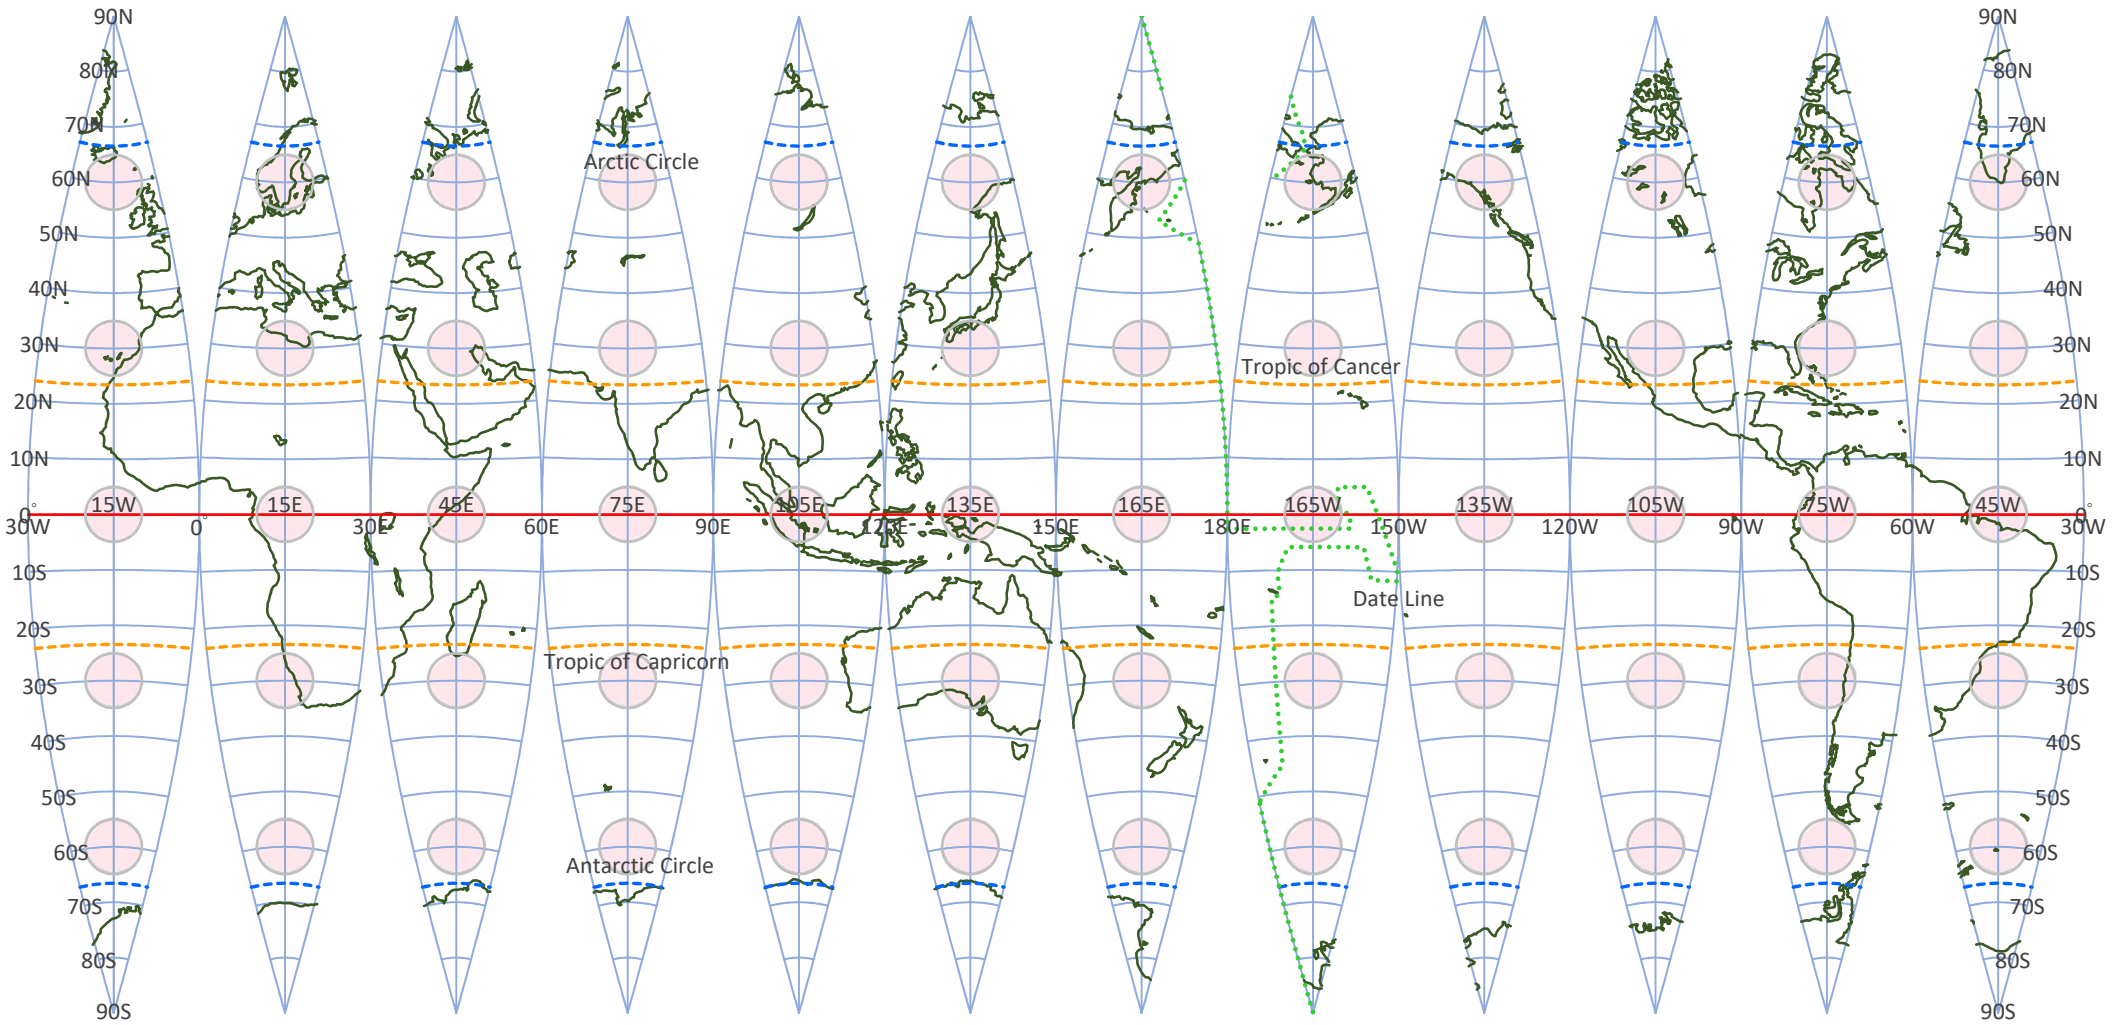 90N 90N
80N 80N
70N 70N
Arctic Circle
60N 60N
50N 50N
40N 40N
30N 30N
Tropic of Cancer
20N 20N
10N 10N
15W 15E 45E 75E 105E 135E 165E 165W 135W 105W 75W 45W
0° 0°
30W 0° 30E 60E 90E 123E 150E 180E 150W 120W 90W 60W 30W
10S 10S
Date Line
20S 20S
Tropic of Capricorn
30S 30S
40S 40S
50S 50S
60S 60S
Antarctic Circle
70S 70S
80S 80S
90S 90S